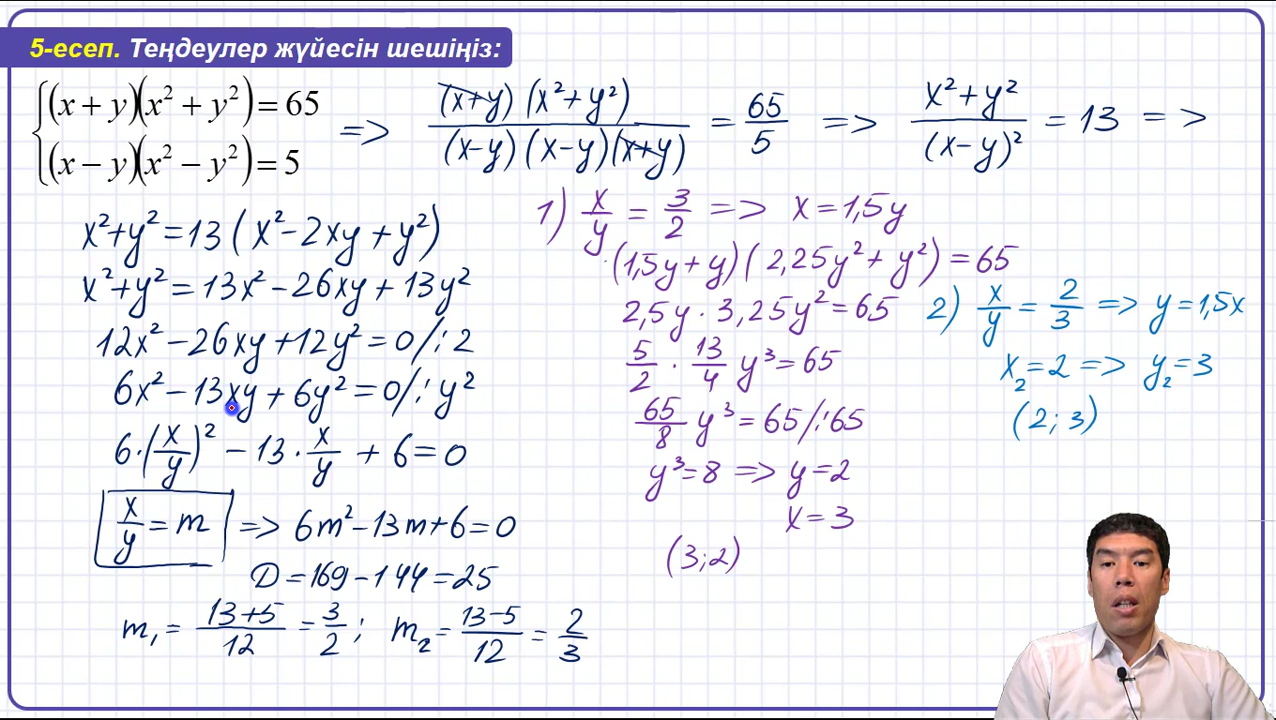 5-есеп. Теңдеулер жүйесін шешіңіз:
{(x + y)(x² + y²) = 65
(x − y)(x² − y²) = 5
=> (x+y)(x²+y²) / (x−y)(x−y)(x+y) = 65/5 => x²+y² / (x−y)² = 13 =>
x²+y² = 13(x²−2xy+y²)
x²+y² = 13x²−26xy+13y²
12x²−26xy+12y² = 0/:2
6x²−13xy+6y² = 0/:y²
6·(x/y)² − 13·x/y + 6 = 0
x/y = m => 6m²−13m+6 = 0
D = 169−144 = 25
m₁ = 13+5/12 = 3/2; m₂ = 13−5/12 = 2/3
1) x/y = 3/2 => x = 1,5y
(1,5y+y)(2,25y²+y²) = 65
2,5y · 3,25y² = 65
5/2 · 13/4 y³ = 65
65/8 y³ = 65/:65
y³ = 8 => y = 2
x = 3
(3;2)
2) x/y = 2/3 => y = 1,5x
x₂ = 2 => y₂ = 3
(2;3)